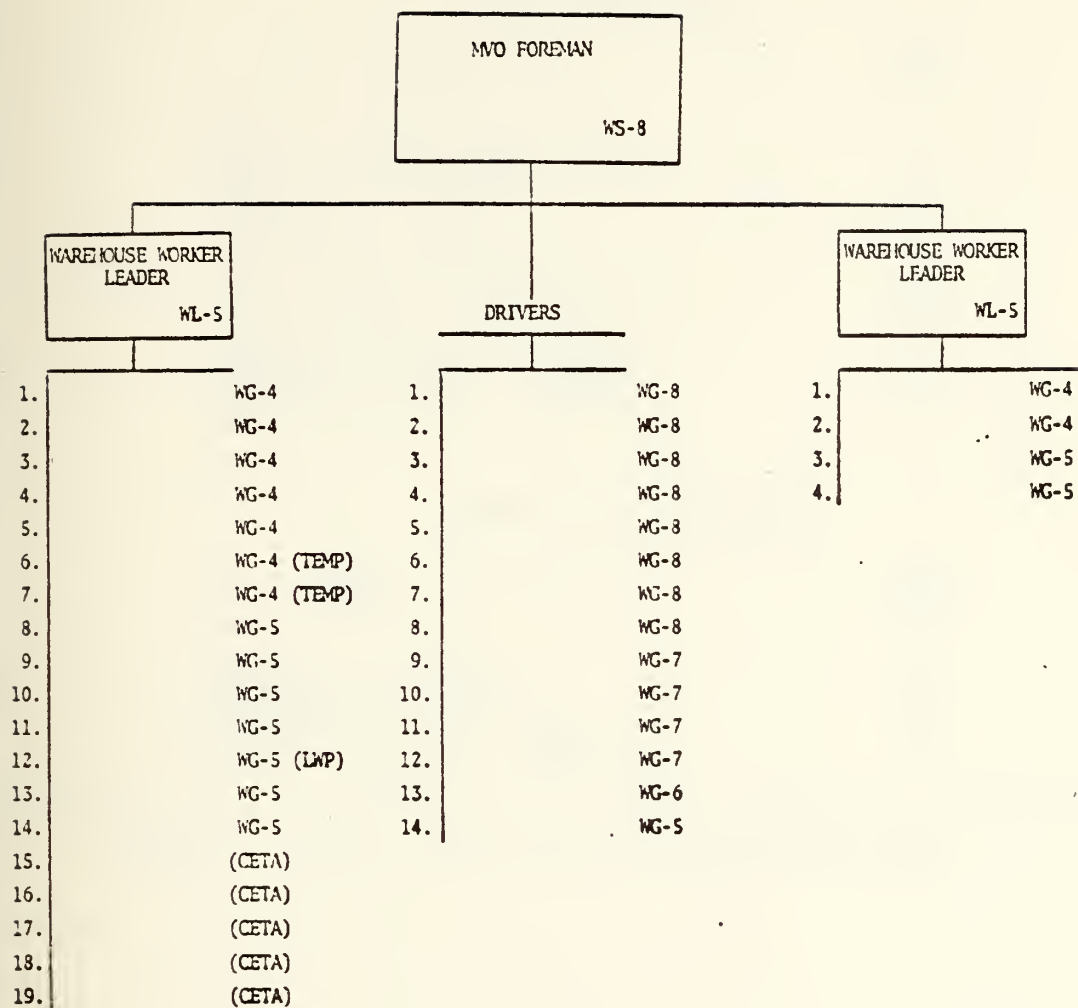 MVO FOREMAN
WS-8
WAREHOUSE WORKER
LEADER
WL-5
1. WG-4
2. WG-4
3. WG-4
4. WG-4
5. WG-4
6. WG-4 (TEMP)
7. WG-4 (TEMP)
8. WG-5
9. WG-5
10. WG-5
11. WG-5
12. WG-5 (LWP)
13. WG-5
14. WG-5
15. (CETA)
16. (CETA)
17. (CETA)
18. (CETA)
19. (CETA)
DRIVERS
1. WG-8
2. WG-8
3. WG-8
4. WG-8
5. WG-8
6. WG-8
7. WG-8
8. WG-8
9. WG-7
10. WG-7
11. WG-7
12. WG-7
13. WG-6
14. WG-5
WAREHOUSE WORKER
LEADER
WL-5
1. WG-4
2. WG-4
3. WG-5
4. WG-5